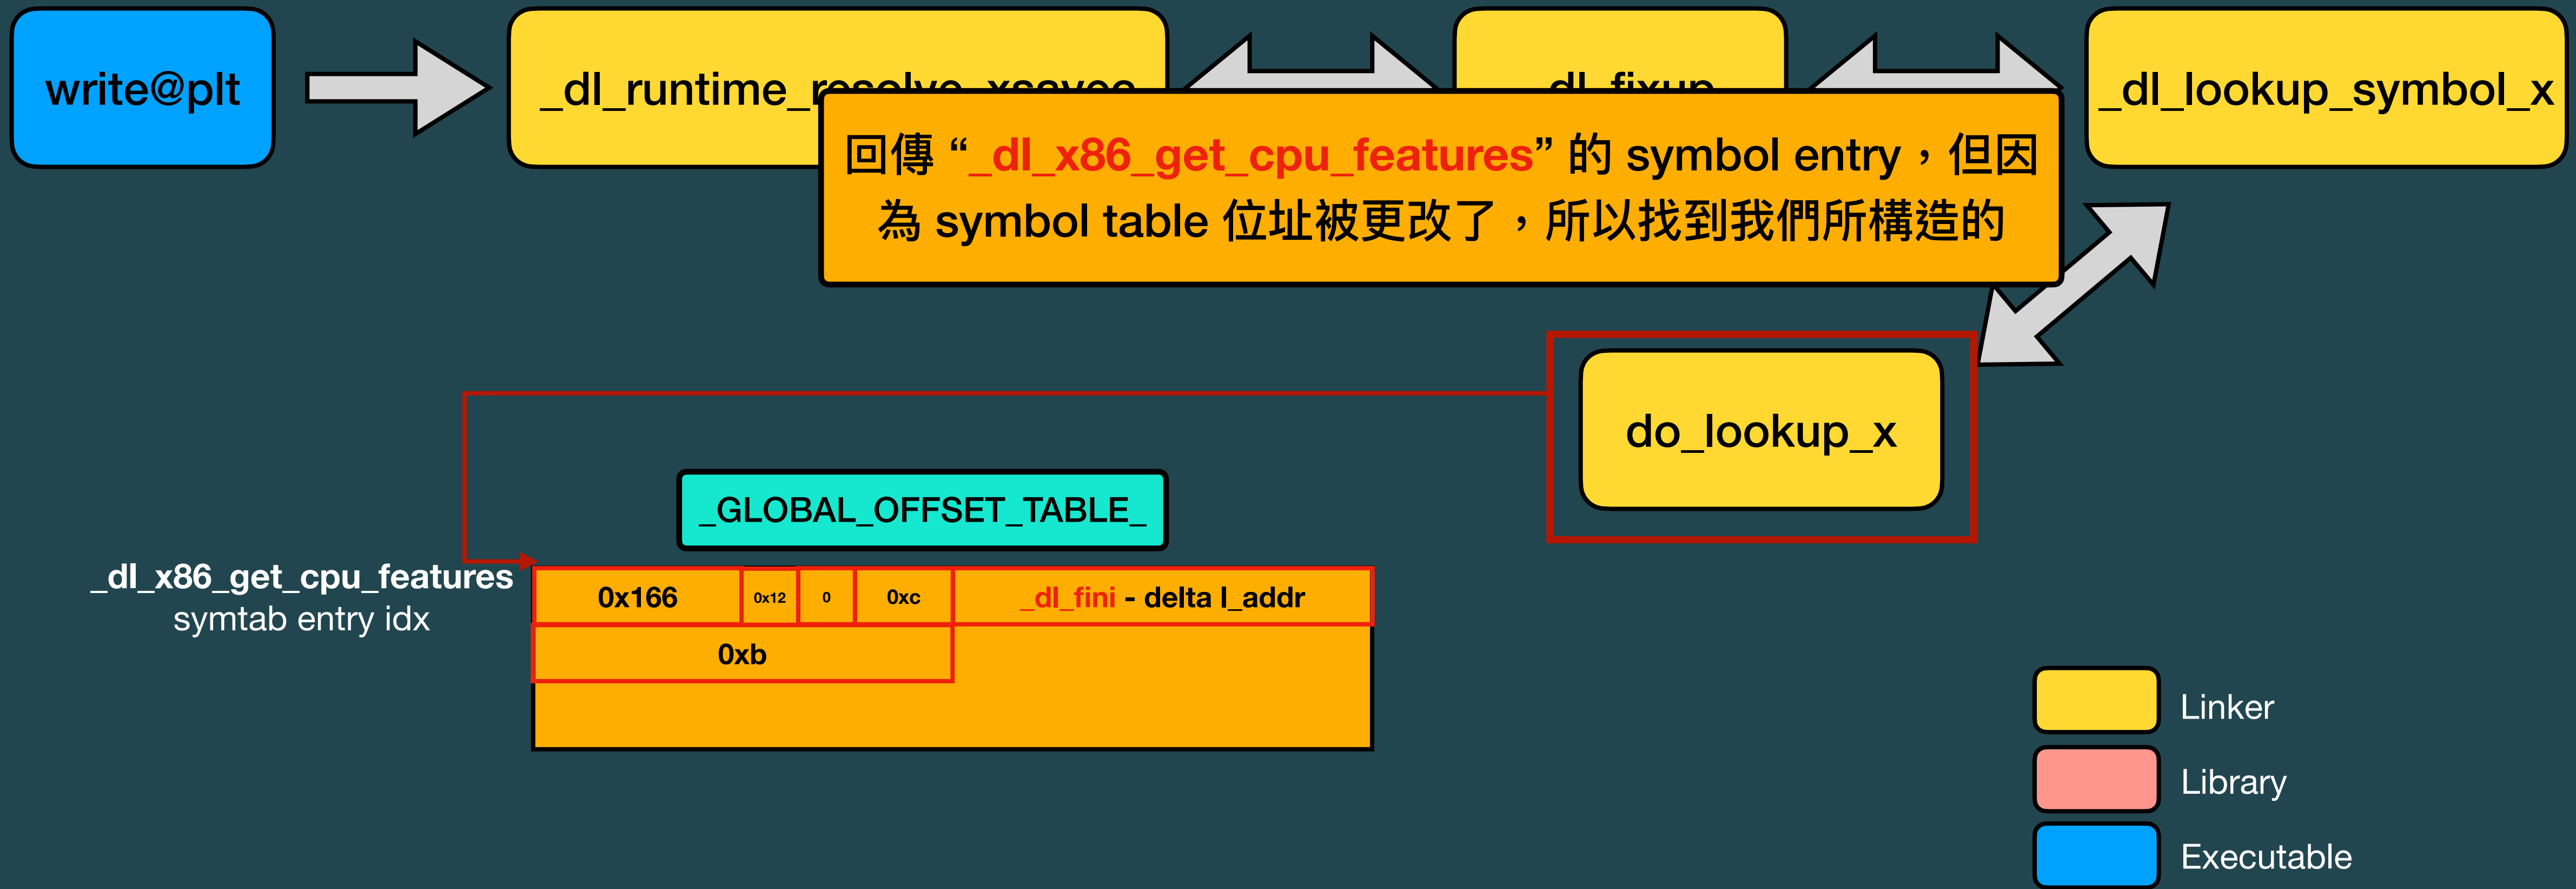 write@plt
_dl_runtime_resolve_xsaves
_dl_fixup
_dl_lookup_symbol_x
回傳 “_dl_x86_get_cpu_features” 的 symbol entry，但因
為 symbol table 位址被更改了，所以找到我們所構造的
do_lookup_x
_GLOBAL_OFFSET_TABLE_
_dl_x86_get_cpu_features
symtab entry idx
0x166 0x12 0 0xc _dl_fini - delta l_addr
0xb
Linker
Library
Executable